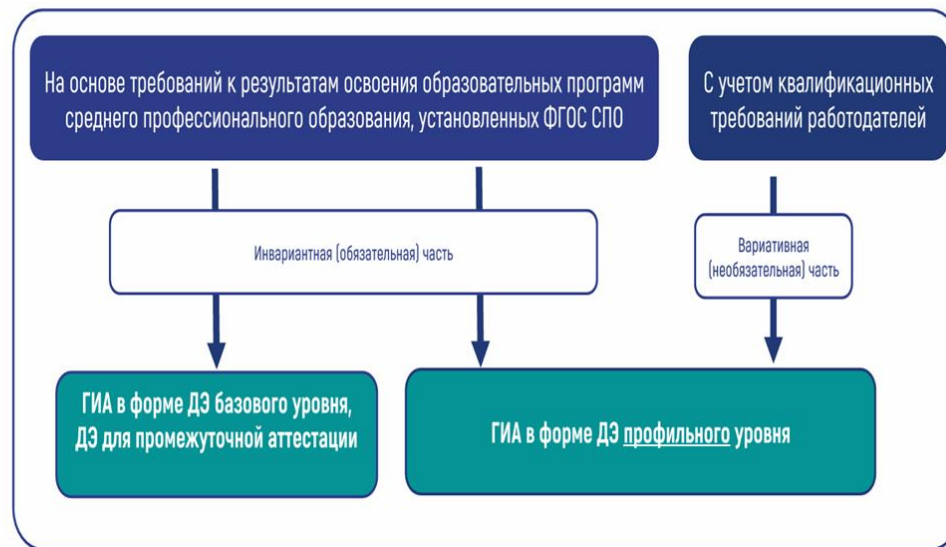 На основе требований к результатам освоения образовательных программ
среднего профессионального образования, установленных ФГОС СПО
С учетом квалификационных
требований работодателей
Инвариантная (обязательная) часть
Вариативная
(необязательная) часть
ГИА в форме ДЭ базового уровня,
ДЭ для промежуточной аттестации
ГИА в форме ДЭ профильного уровня